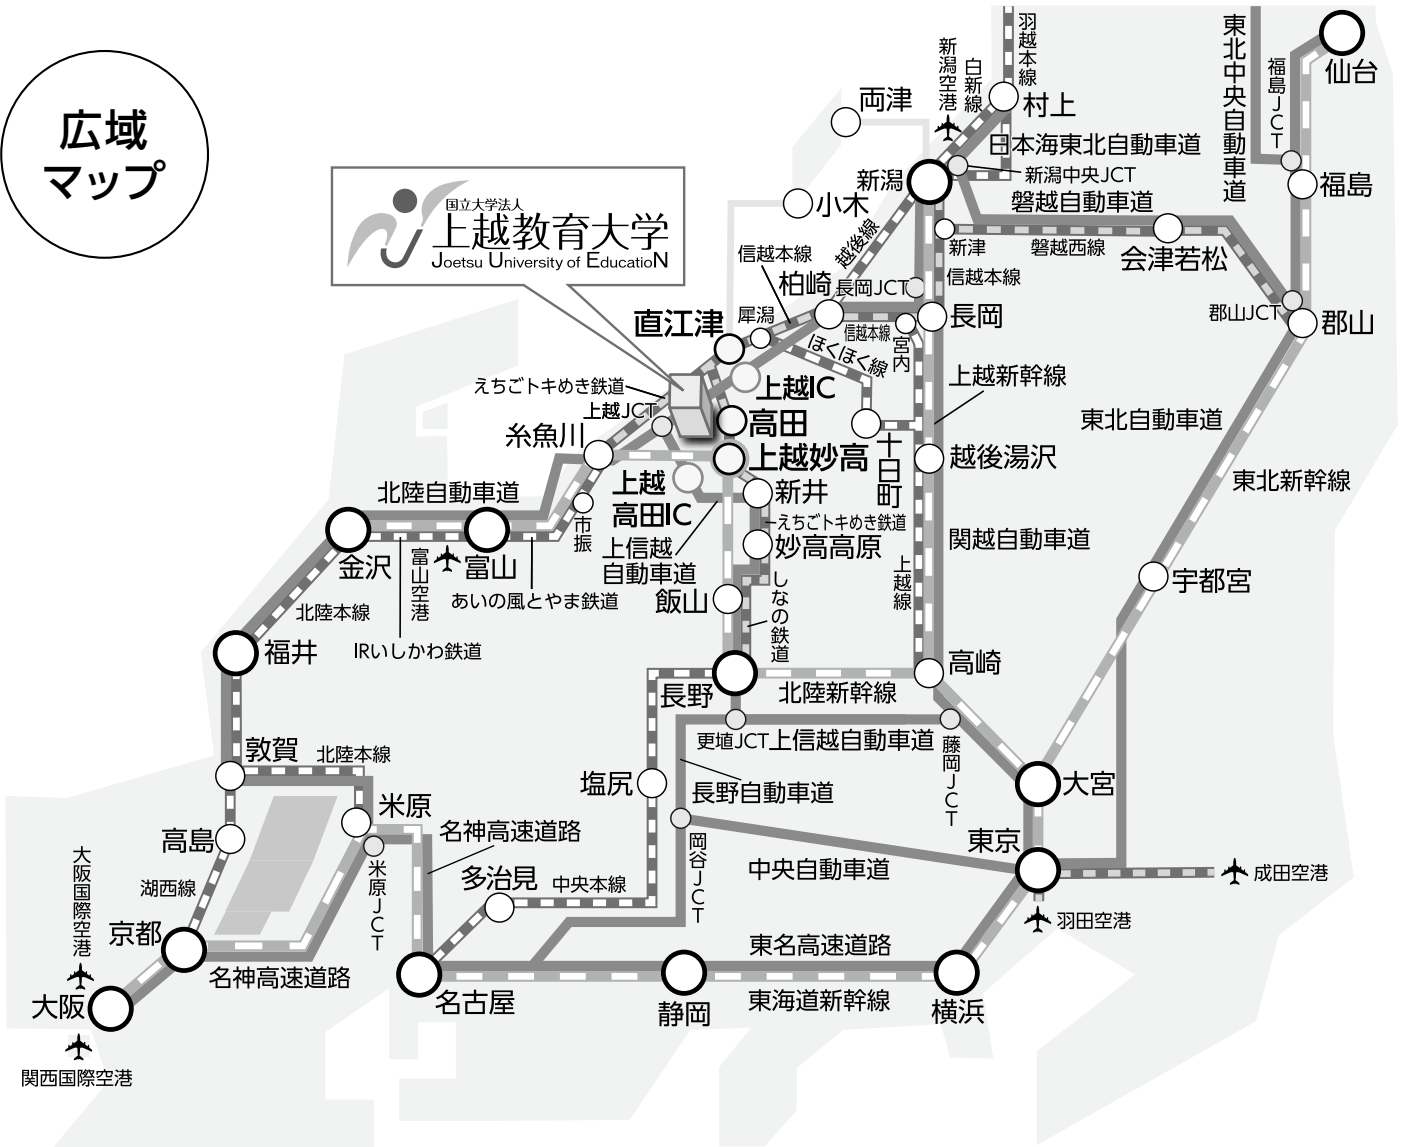 広域
マップ
国立大学法人
上越教育大学
Joetsu University of EducatioN
新潟空港
白新線
羽越本線
東北中央自動車道
福島JCT
仙台
両津
村上
日本海東北自動車道
新潟
新潟中央JCT
福島
小木
磐越自動車道
越後線
信越本線
新津
磐越西線
会津若松
柏崎
長岡JCT
信越本線
直江津
犀潟
信越本線
宮内
長岡
郡山JCT
郡山
ほくほく線
えちごトキめき鉄道
上越IC
上越新幹線
上越JCT
高田
東北自動車道
糸魚川
上越妙高
十日町
越後湯沢
東北新幹線
北陸自動車道
上越
高田IC
新井
市振
えちごトキめき鉄道
金沢
富山空港
富山
上信越
自動車道
妙高高原
関越自動車道
上越線
宇都宮
北陸本線
あいの風とやま鉄道
飯山
しなの鉄道
福井
IRいしかわ鉄道
長野
北陸新幹線
高崎
敦賀
北陸本線
更埴JCT
上信越自動車道
藤岡JCT
塩尻
長野自動車道
大宮
米原
高島
名神高速道路
岡谷JCT
東京
大阪国際空港
湖西線
米原JCT
多治見
中央本線
中央自動車道
成田空港
京都
羽田空港
名神高速道路
東名高速道路
大阪
名古屋
静岡
東海道新幹線
横浜
関西国際空港